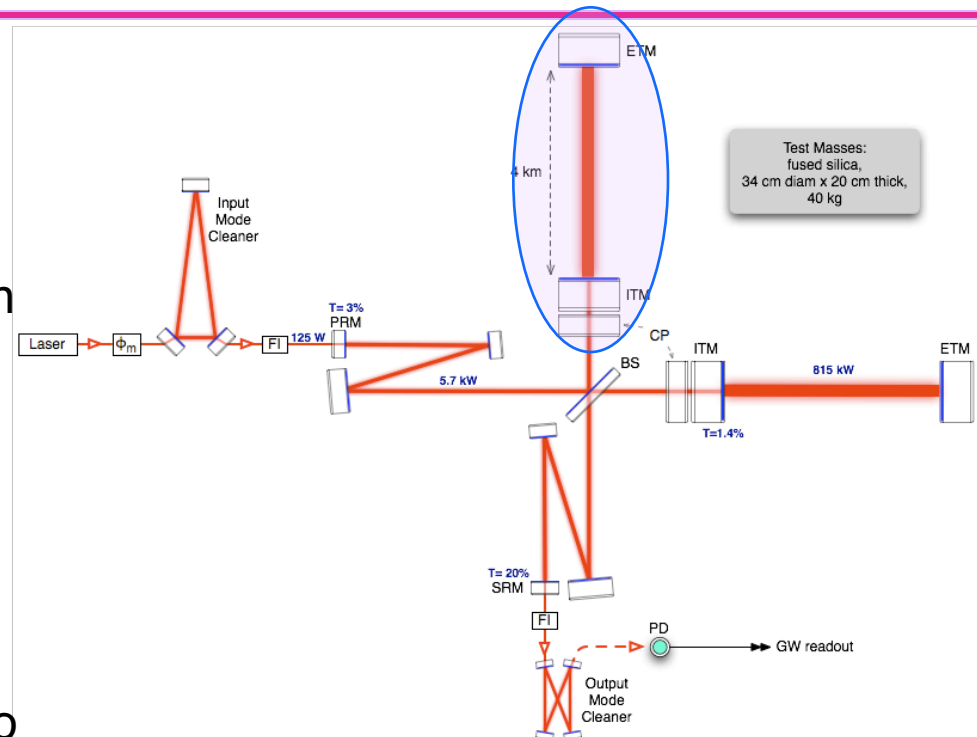 ETM
Test Masses:
fused silica,
34 cm diam x 20 cm thick,
40 kg
4 km
Input
Mode
Cleaner
ITM
T= 3%
PRM
Laser
ϕm
FI
125 W
CP
ITM
ETM
BS
5.7 kW
815 kW
T=1.4%
T= 20%
SRM
FI
PD
GW readout
Output
Mode
Cleaner